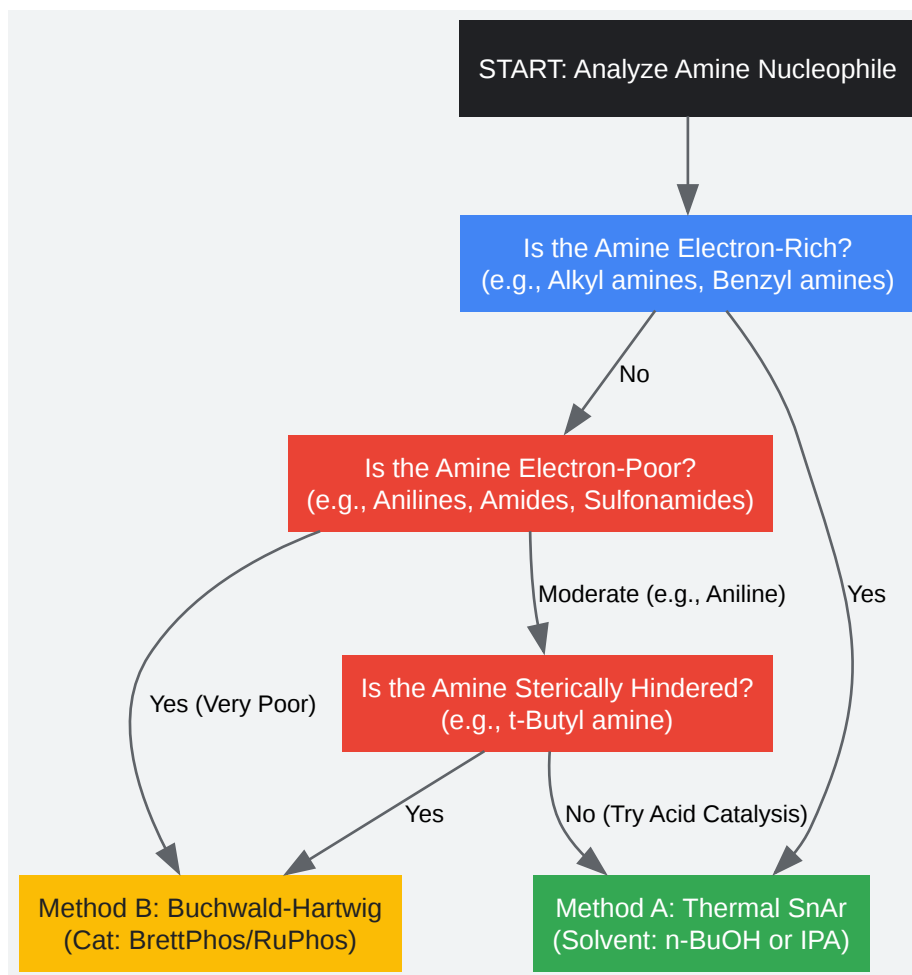 START: Analyze Amine Nucleophile
Is the Amine Electron-Rich?
(e.g., Alkyl amines, Benzyl amines)
No
Is the Amine Electron-Poor?
(e.g., Anilines, Amides, Sulfonamides)
Moderate (e.g., Aniline)
Yes
Is the Amine Sterically Hindered?
(e.g., t-Butyl amine)
Yes (Very Poor)
Yes
No (Try Acid Catalysis)
Method B: Buchwald-Hartwig
(Cat: BrettPhos/RuPhos)
Method A: Thermal SnAr
(Solvent: n-BuOH or IPA)